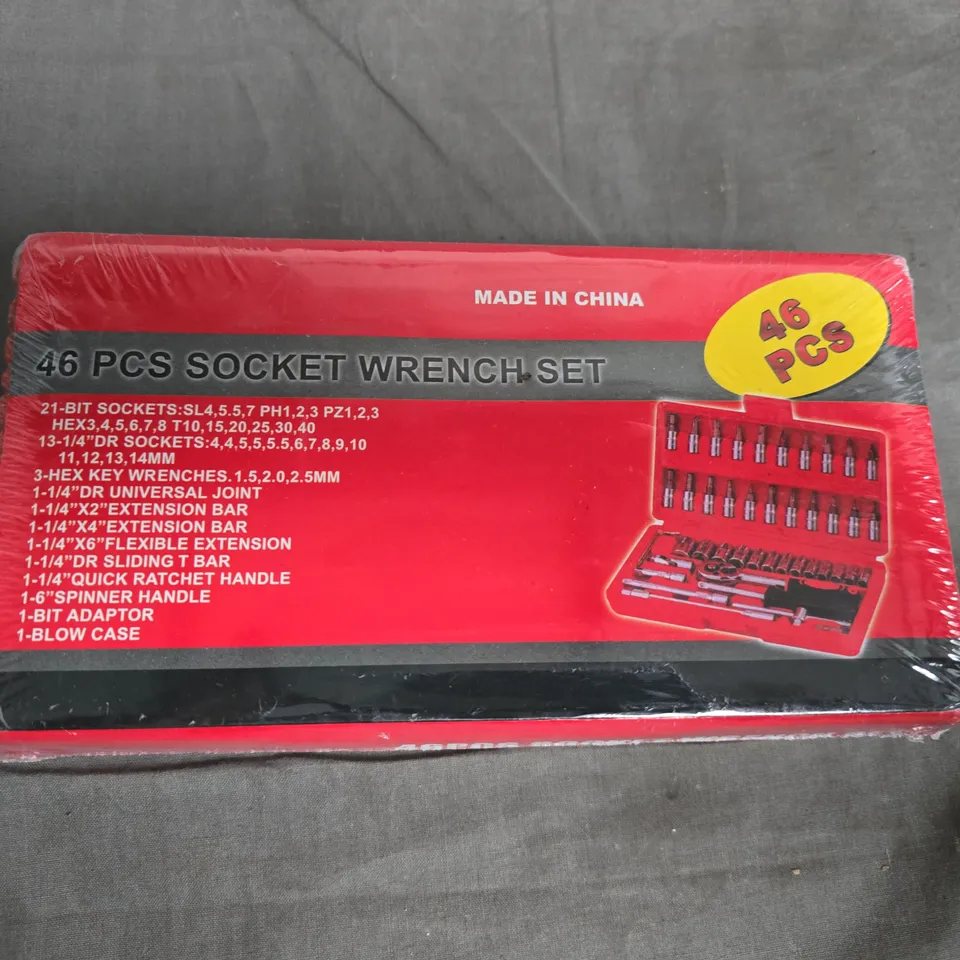 MADE IN CHINA
46
PCS
46 PCS SOCKET WRENCH SET
21-BIT SOCKETS:SL4,5.5,7 PH1,2,3 PZ1,2,3
HEX3,4,5,6,7,8 T10,15,20,25,30,40
13-1/4"DR SOCKETS:4,4.5,5,5.5,6,7,8,9,10
11,12,13,14MM
3-HEX KEY WRENCHES. 1.5,2.0,2.5MM
1-1/4"DR UNIVERSAL JOINT
1-1/4"X2"EXTENSION BAR
1-1/4"X4"EXTENSION BAR
1-1/4"X6"FLEXIBLE EXTENSION
1-1/4"DR SLIDING T BAR
1-1/4"QUICK RATCHET HANDLE
1-6"SPINNER HANDLE
1-BIT ADAPTOR
1-BLOW CASE